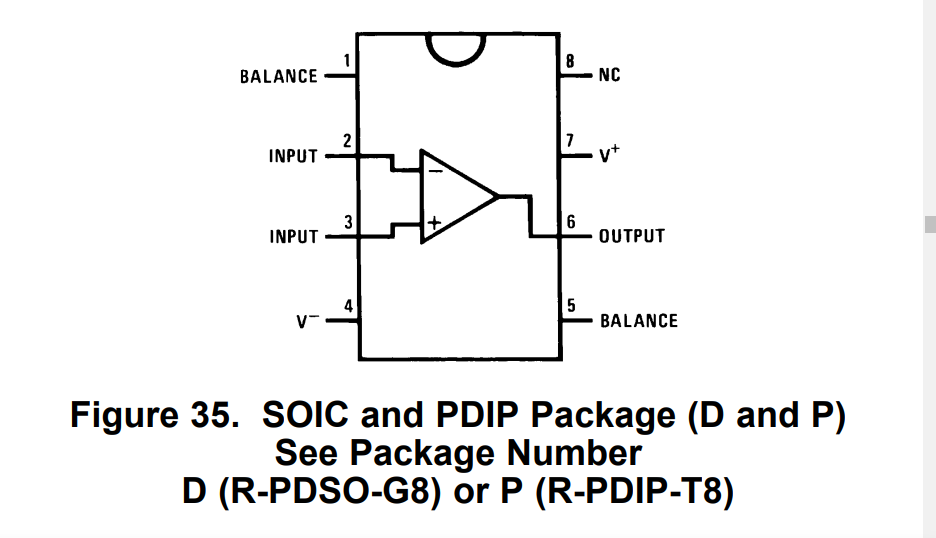 1
BALANCE
8
NC
2
INPUT
7
V+
−
3
INPUT
+
6
OUTPUT
4
V−
5
BALANCE
Figure 35. SOIC and PDIP Package (D and P)
See Package Number
D (R-PDSO-G8) or P (R-PDIP-T8)